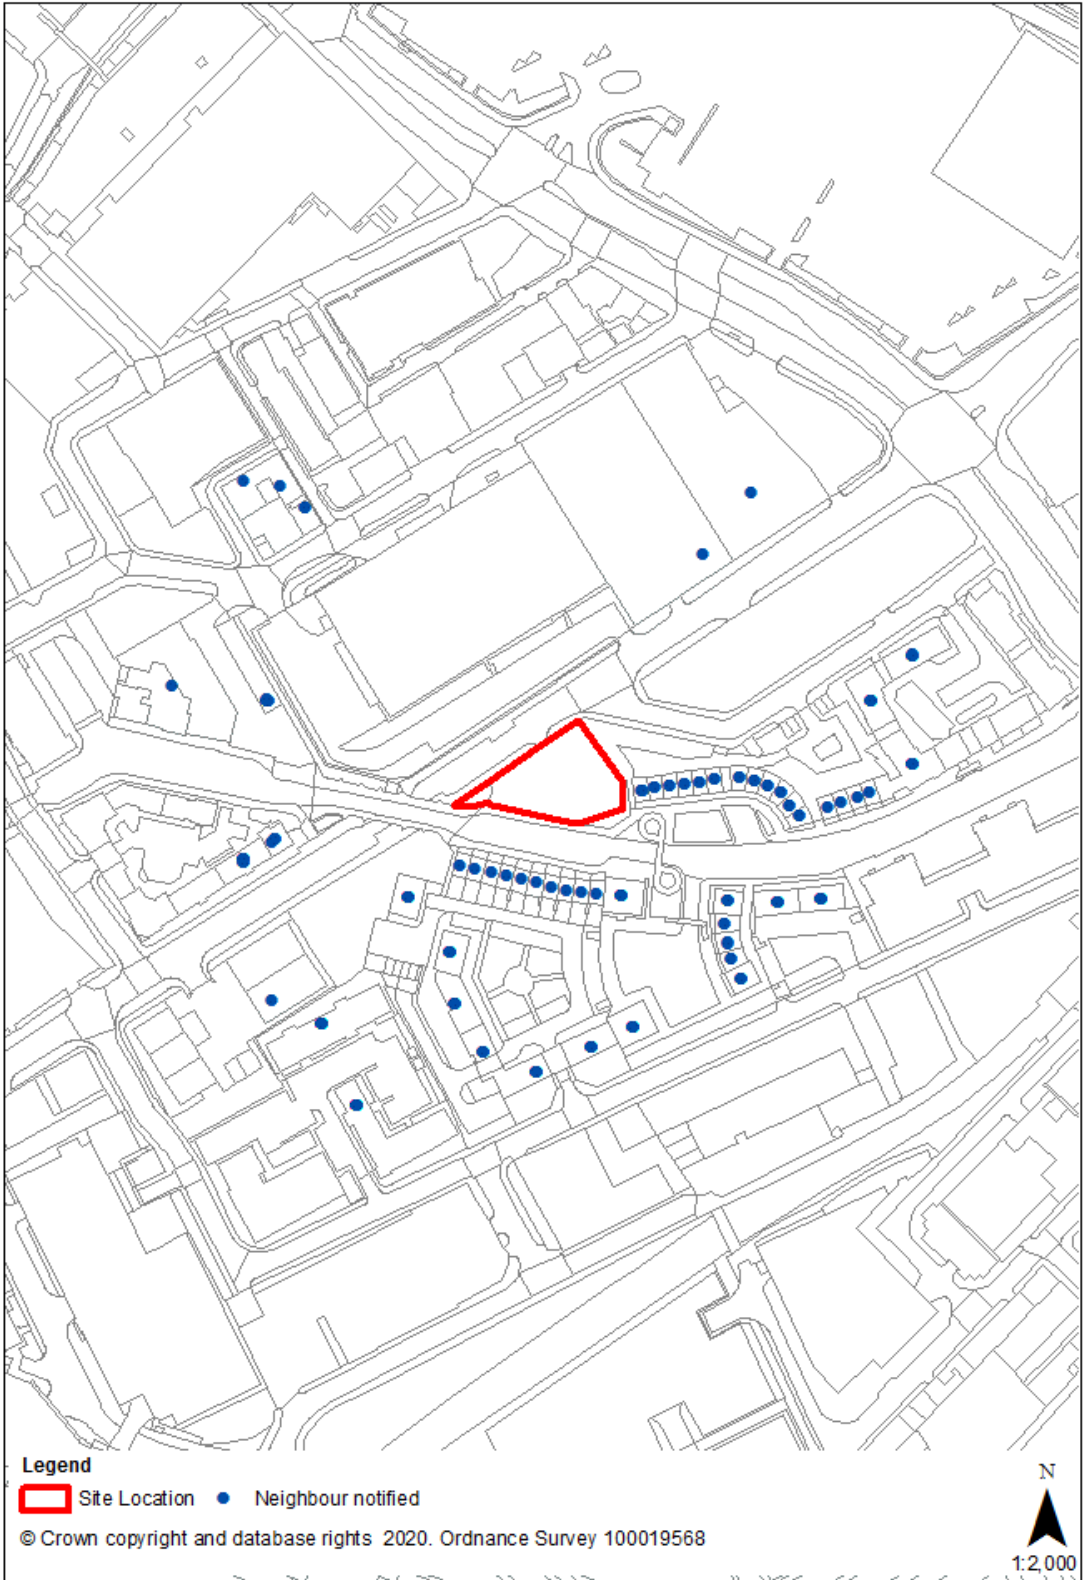 Legend
Site Location
Neighbour notified
© Crown copyright and database rights 2020. Ordnance Survey 100019568
N
1:2,000